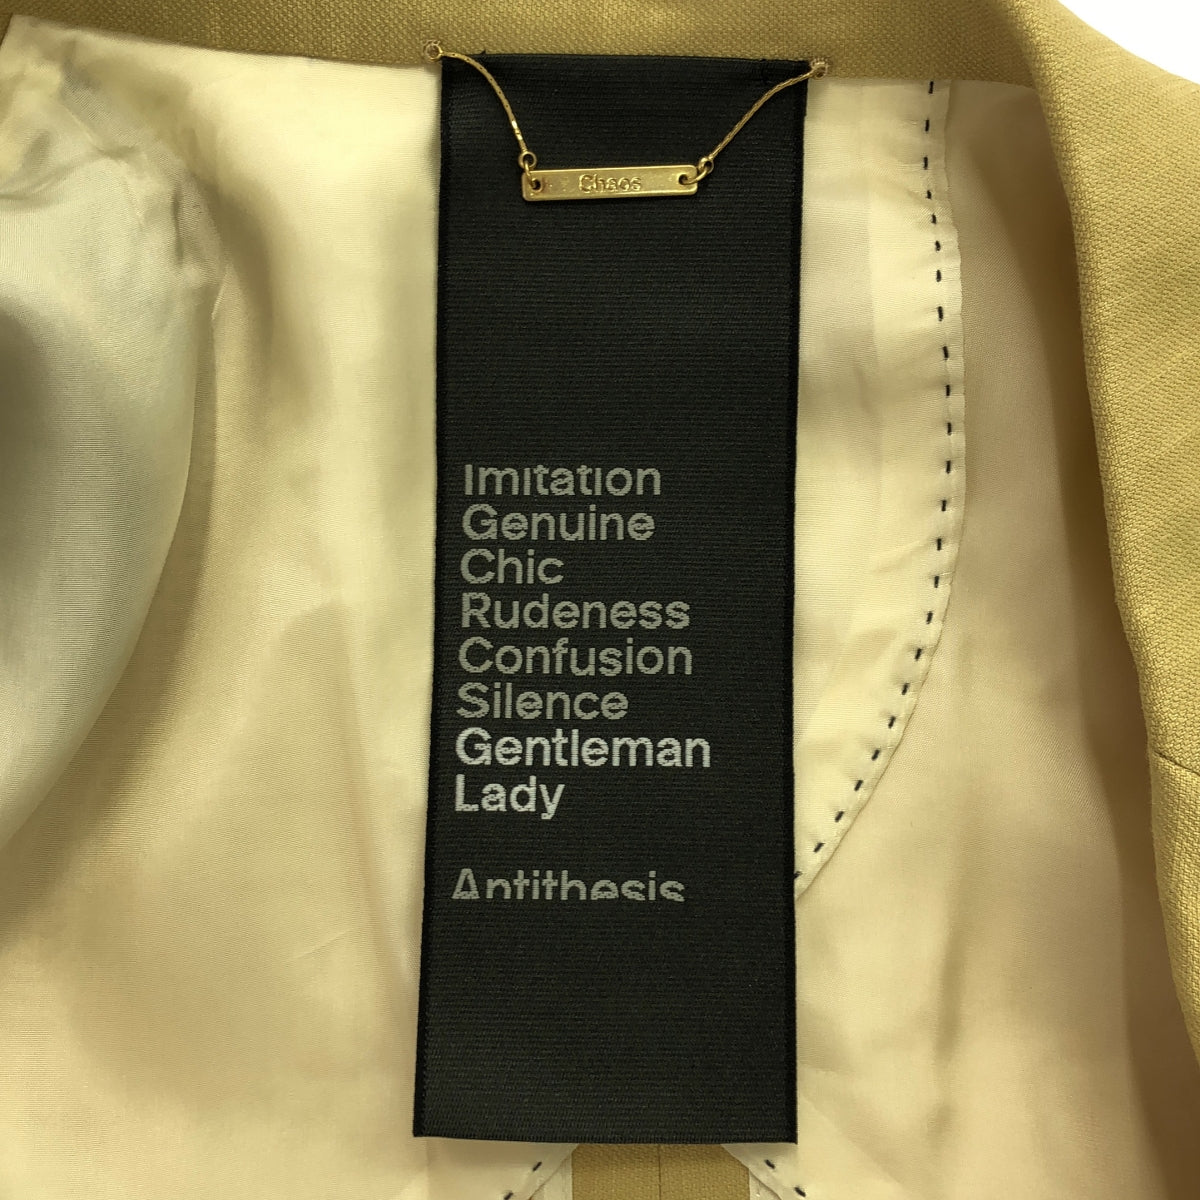 Chaos
Imitation
Genuine
Chic
Rudeness
Confusion
Silence
Gentleman
Lady
Antithesis